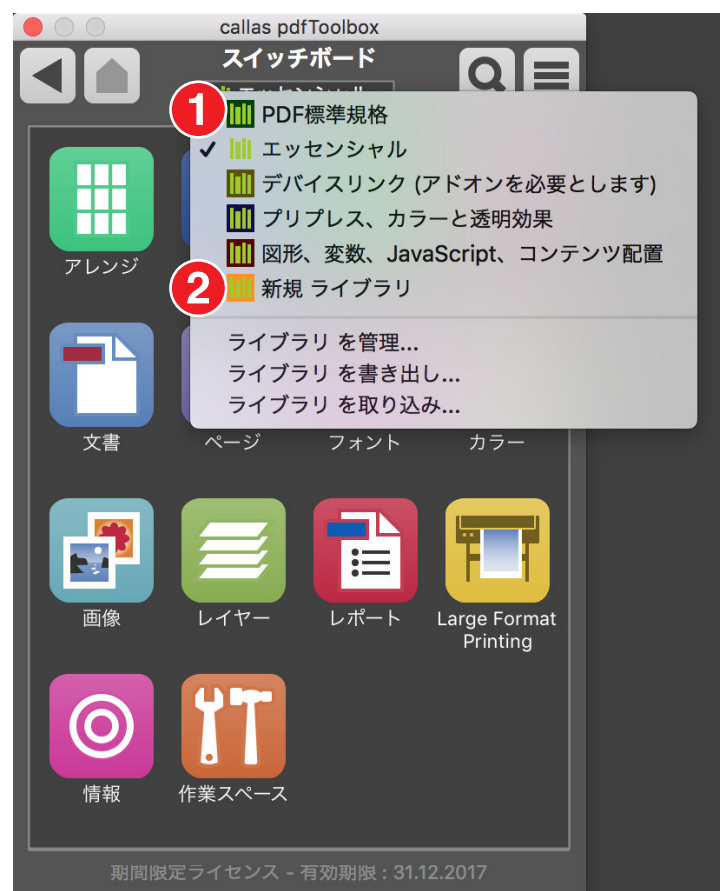 callas pdfToolbox
スイッチボード
エッセンシャル
1
PDF標準規格
✓ エッセンシャル
デバイスリンク (アドオンを必要とします)
プリプレス、カラーと透明効果
図形、変数、JavaScript、コンテンツ配置
2
新規 ライブラリ
ライブラリ を管理...
ライブラリ を書き出し...
ライブラリ を取り込み...
アレンジ
文書
ページ
フォント
カラー
画像
レイヤー
レポート
Large Format
Printing
情報
作業スペース
期間限定ライセンス - 有効期限 : 31.12.2017